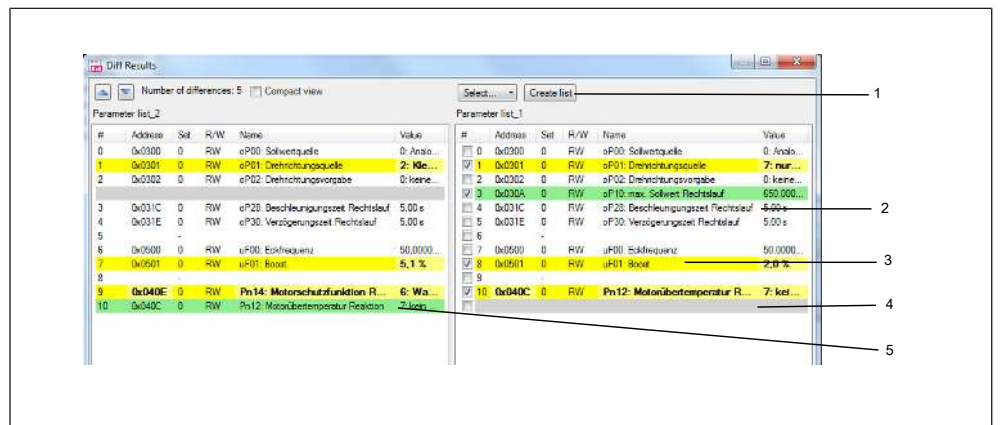 Diff Results
Number of differences: 5 Compact view Select... Create list 1
Parameter list_2 Parameter list_1
# Address Set R/W Name Value # Address Set R/W Name Value
0 0x0300 0 RW oP00: Sollwertquelle 0: Analo... 0 0x0300 0 RW oP00: Sollwertquelle 0: Analo...
1 0x0301 0 RW oP01: Drehrichtungsquelle 2: Kle... 1 0x0301 0 RW oP01: Drehrichtungsquelle 7: nur...
2 0x0302 0 RW oP02: Drehrichtungsvorgabe 0: keine... 2 0x0302 0 RW oP02: Drehrichtungsvorgabe 0: keine...
3 0x030A 0 RW oP10: max. Sollwert Rechtslauf 650,000...
3 0x031C 0 RW oP28: Beschleunigungszeit Rechtslauf 5,00 s 4 0x031C 0 RW oP28: Beschleunigungszeit Rechtslauf 5,00 s 2
4 0x031E 0 RW oP30: Verzögerungszeit Rechtslauf 5,00 s 5 0x031E 0 RW oP30: Verzögerungszeit Rechtslauf 5,00 s
5 - 6 -
6 0x0500 0 RW uF00: Eckfrequenz 50,0000... 7 0x0500 0 RW uF00: Eckfrequenz 50,0000...
7 0x0501 0 RW uF01: Boost 5,1 % 8 0x0501 0 RW uF01: Boost 2,0 % 3
8 - 9 -
9 0x040E 0 RW Pn14: Motorschutzfunktion R... 6: Wa... 10 0x040C 0 RW Pn12: Motorübertemperatur R... 7: kei...
10 0x040C 0 RW Pn12: Motorübertemperatur Reaktion 7: kein 4
5